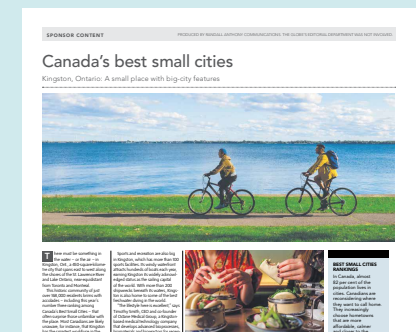 SPONSOR CONTENT
PRODUCED BY RANDALL ANTHONY COMMUNICATIONS. THE GLOBE'S EDITORIAL DEPARTMENT WAS NOT INVOLVED.
Canada's best small cities
Kingston, Ontario: A small place with big-city features
There must be something in
the water – or the air – in
Kingston, Ont., a 450-square-kilome-
tre city that spans east to west along
the shores of the St. Lawrence River
and Lake Ontario, near-equidistant
from Toronto and Montreal.
This historic community of just
over 168,000 residents brims with
accolades – including this year's
number three ranking among
Canada's Best Small Cities – that
often surprise those unfamiliar with
the place. Most Canadians are likely
unaware, for instance, that Kingston
Sports and recreation are sizzling
in Kingston, which has more than 100
sports facilities. Its windy waterfront
attracts hundreds of locals each year,
earning Kingston its widely acknowl-
edged status as the sailing capital
of the world. With more than 200
shipwrecks beneath its waters, Kings-
ton is also home to some of the best
freshwater diving in the world.
"The lifestyle here is excellent," says
Timothy Smith, CEO and co-founder
of Octane Medical Group, a Kingston-
based medical technology company
that develops advanced biosciences,
BEST SMALL CITIES
RANKINGS
In Canada, almost
82 per cent of the
population lives in
cities. Canadians are
reconsidering where
they want to call home.
They increasingly
choose hometowns
that are more
affordable, calmer